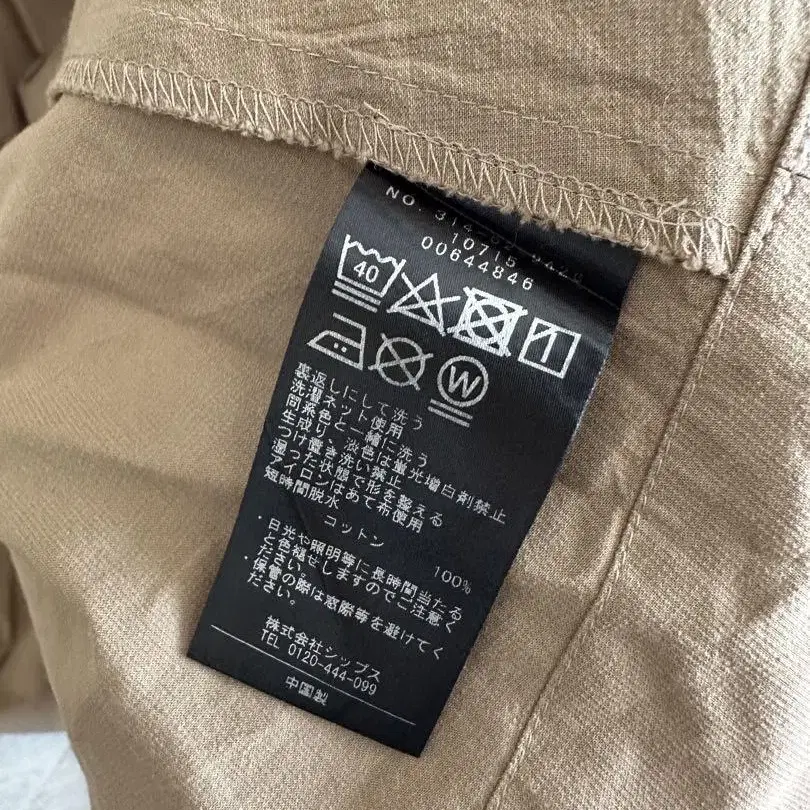 NO. 314-
10715
00644846
40
W
裏返しにして洗う
洗濯ネット使用
同系色と一緒に洗う
生成りと、淡色は蛍光増白剤禁止
つけ置き洗い禁止
湿った状態で形を整える
アイロンはあて布使用
短時間脱水
コットン 100%
・日光や照明等に長時間当たる
と色褪せしますのでご注意く
ださい。
・保管の際は窓際等を避けてく
ださい。
株式会社シップス
TEL 0120-444-099
中国製